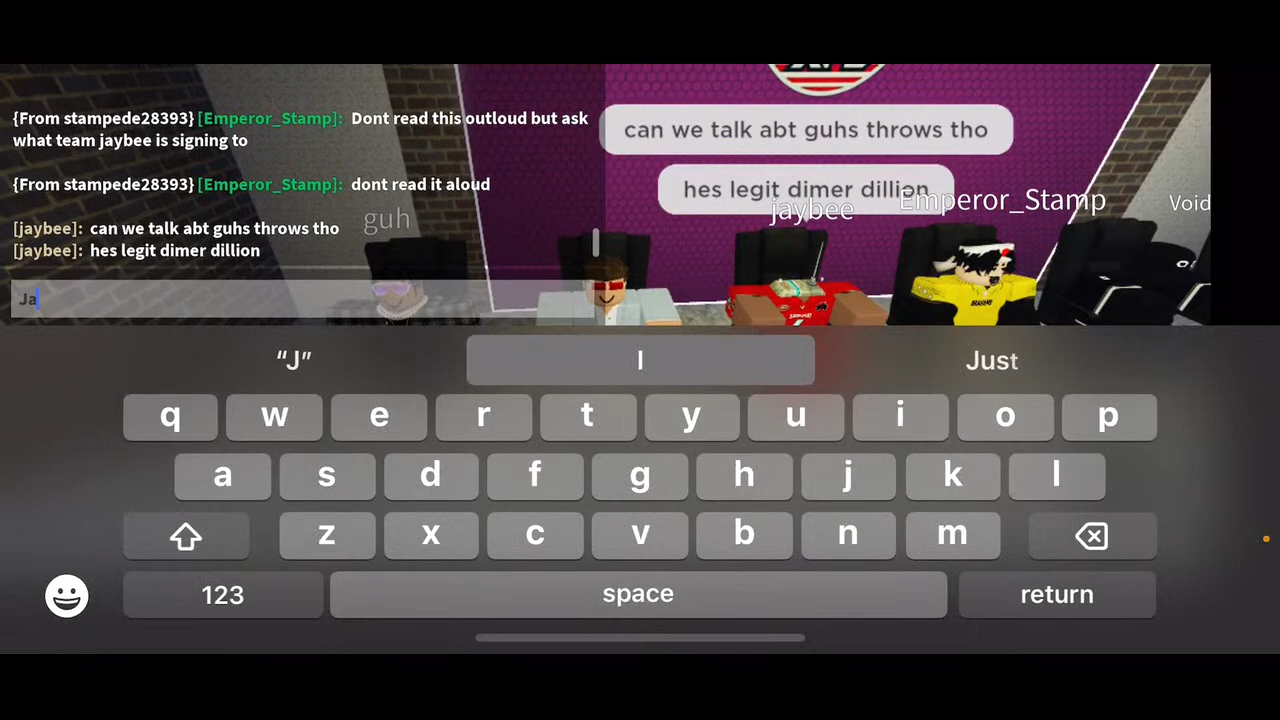 {From stampede28393} [Emperor_Stamp]: Dont read this outloud but ask
what team jaybee is signing to
{From stampede28393} [Emperor_Stamp]: dont read it aloud
[jaybee]: can we talk abt guhs throws tho
[jaybee]: hes legit dimer dillion
Ja
guh
can we talk abt guhs throws tho
hes legit dimer dillion
jaybee
Emperor_Stamp
Void
“J”
I
Just
q w e r t y u i o p
a s d f g h j k l
z x c v b n m
123
space
return